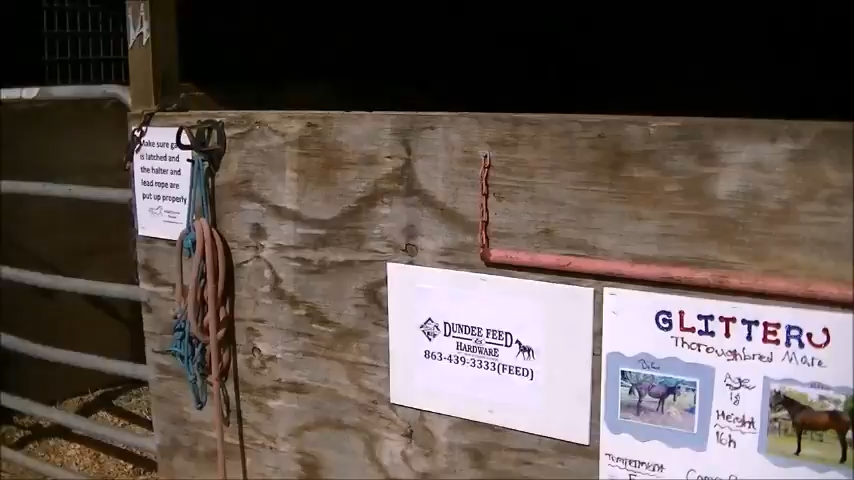 Make sure ga
is latched and
the halter and
lead rope are
put up properly
DUNDEE FEED
&
HARDWARE
863-439-3333(FEED)
GLITTERU
Thoroughbred Mare
Age
18
Height
16h
Temperment